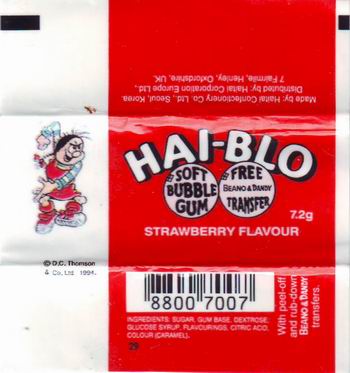 Made by: Haitai Confectionery Co., Ltd., Seoul, Korea.
Distributed by: Haitai Corporation Europe Ltd.,
7 Fairmile, Henley, Oxfordshire, UK.
HAI-BLO
SOFT
BUBBLE
GUM
FREE
BEANO & DANDY
TRANSFER
7.2g
STRAWBERRY FLAVOUR
© D.C. Thomson
& Co. Ltd. 1994.
8800 7007
With peel-off
and rub-down
BEANO & DANDY
transfers.
INGREDIENTS: SUGAR, GUM BASE, DEXTROSE,
GLUCOSE SYRUP, FLAVOURINGS, CITRIC ACID,
COLOUR (CARAMEL).
29